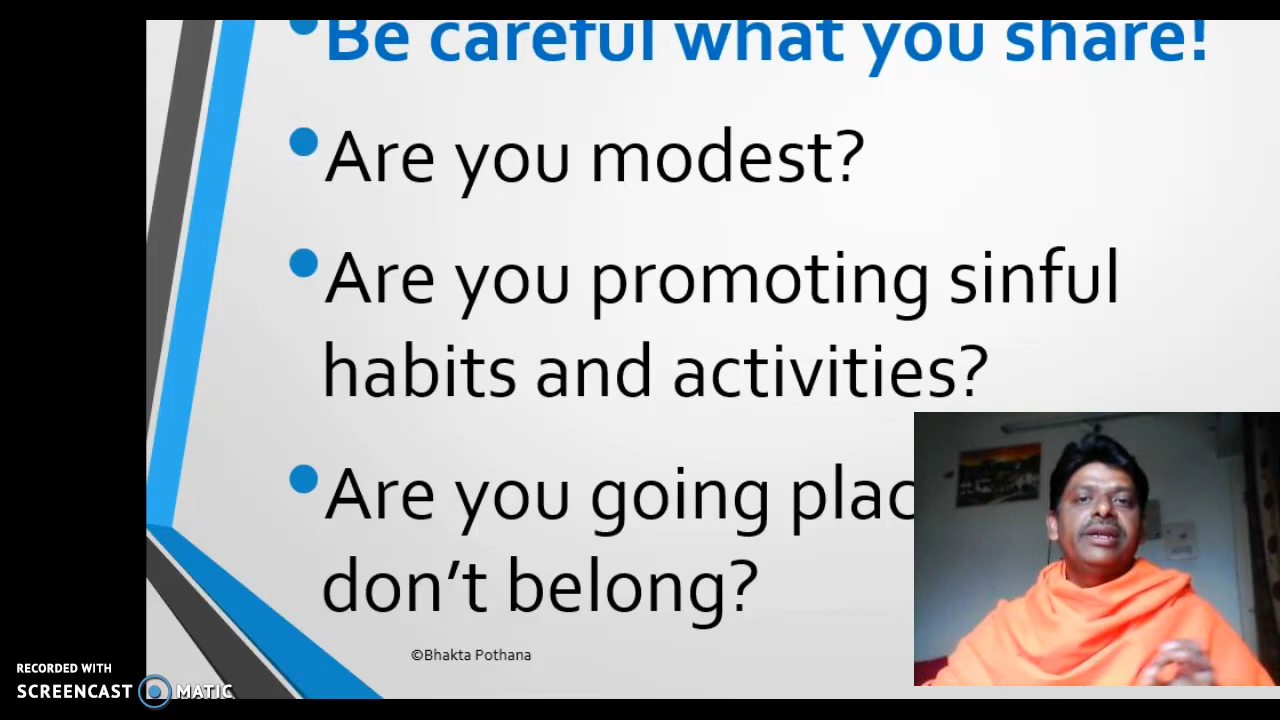 Be careful what you share!
Are you modest?
Are you promoting sinful
habits and activities?
Are you going
don't belong?
©Bhakta Pothana
RECORDED WITH
SCREENCAST MATIC